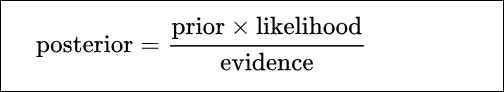 posterior = prior × likelihood / evidence